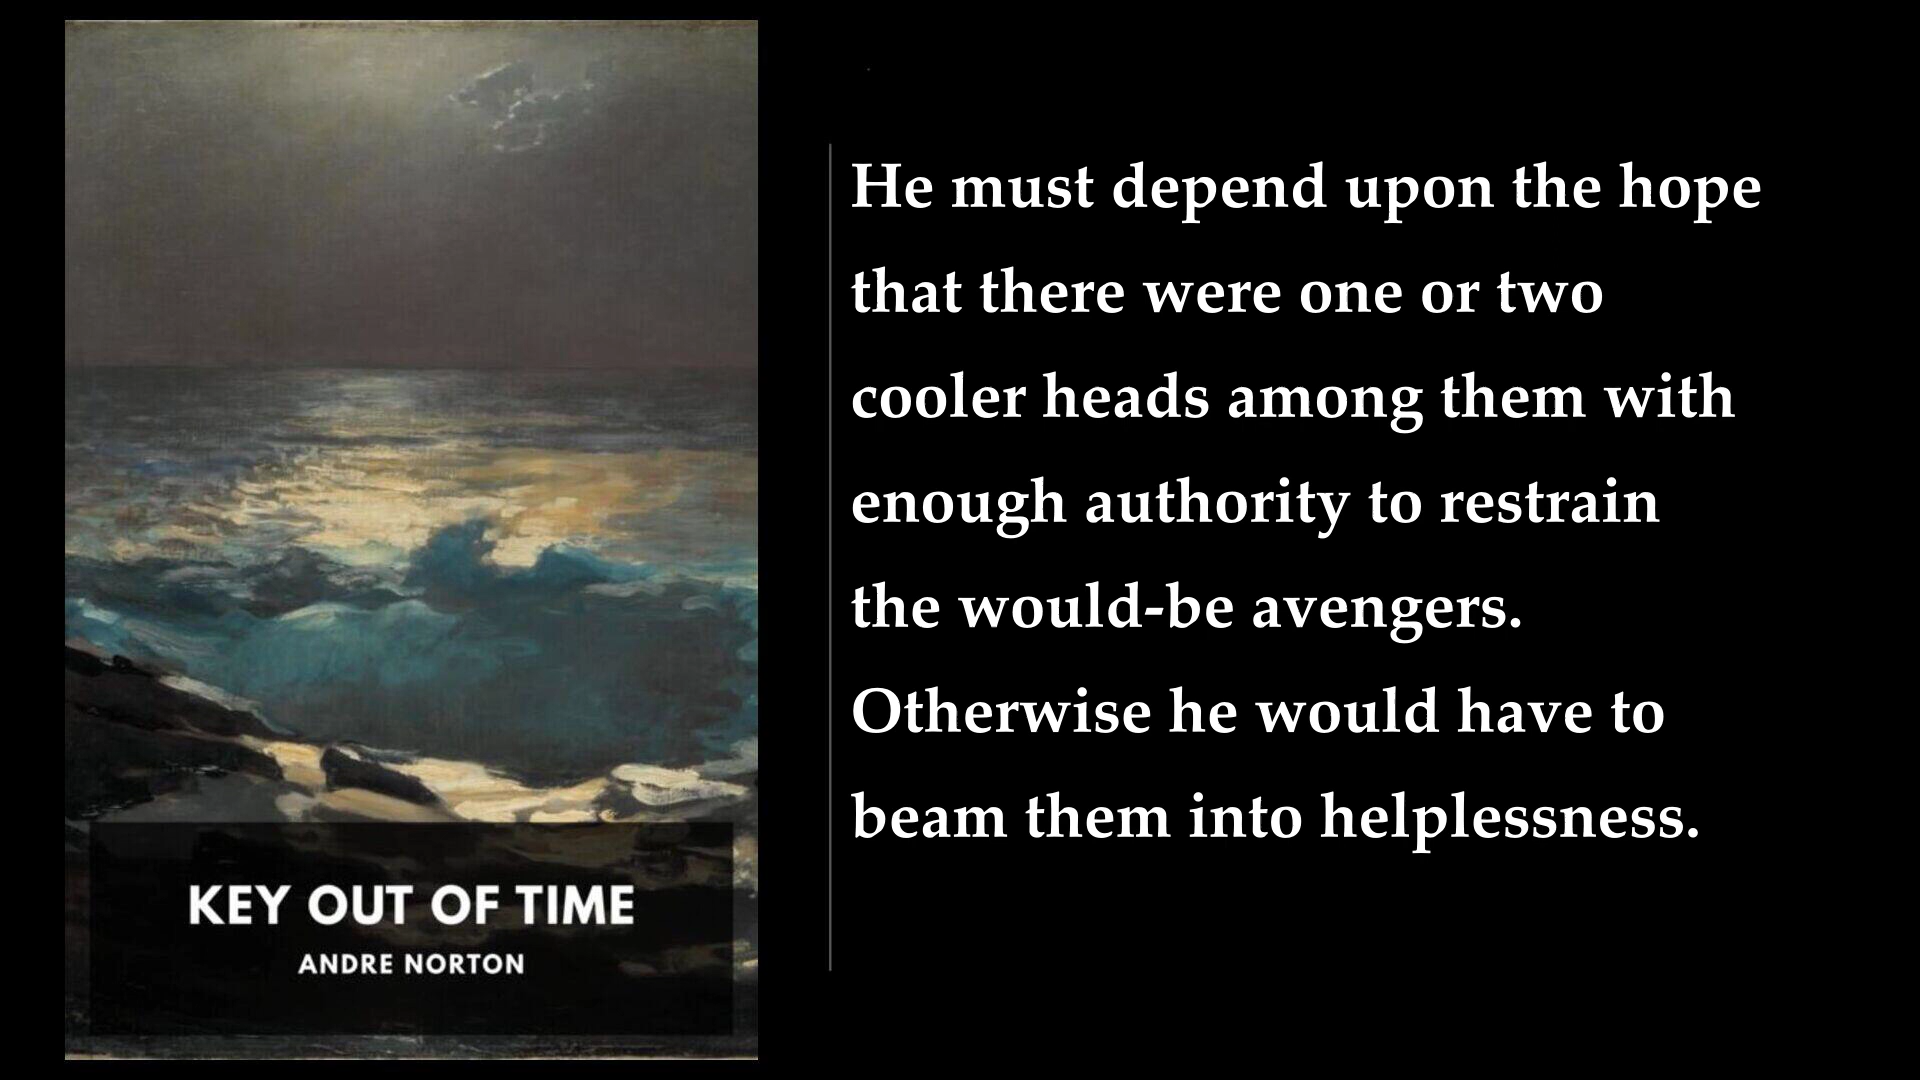 KEY OUT OF TIME
ANDRE NORTON
He must depend upon the hope
that there were one or two
cooler heads among them with
enough authority to restrain
the would-be avengers.
Otherwise he would have to
beam them into helplessness.